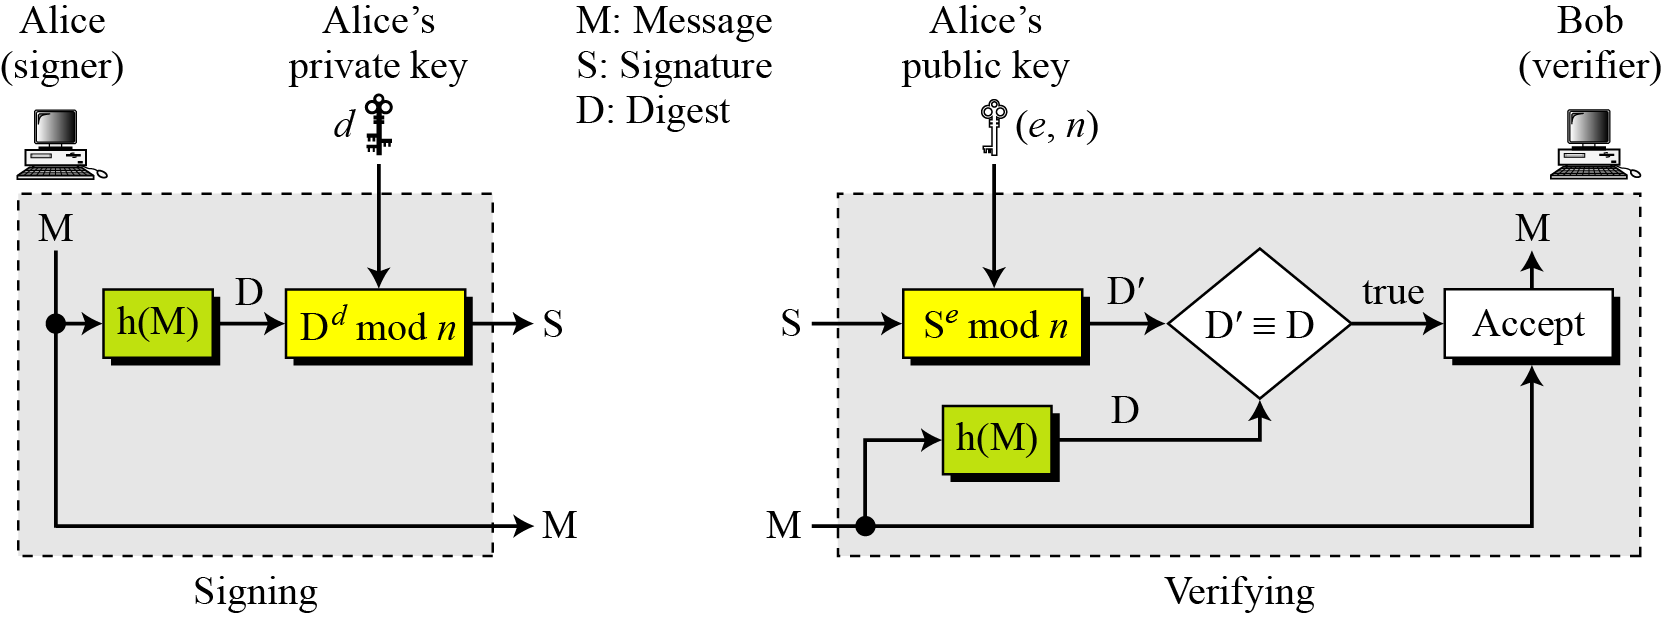 Alice
(signer)
Alice’s
private key
d
M: Message
S: Signature
D: Digest
Alice’s
public key
(e, n)
Bob
(verifier)
M
h(M)
D
D^d mod n
S
M
Signing
S
S^e mod n
D′
D′ ≡ D
true
Accept
M
h(M)
D
M
Verifying